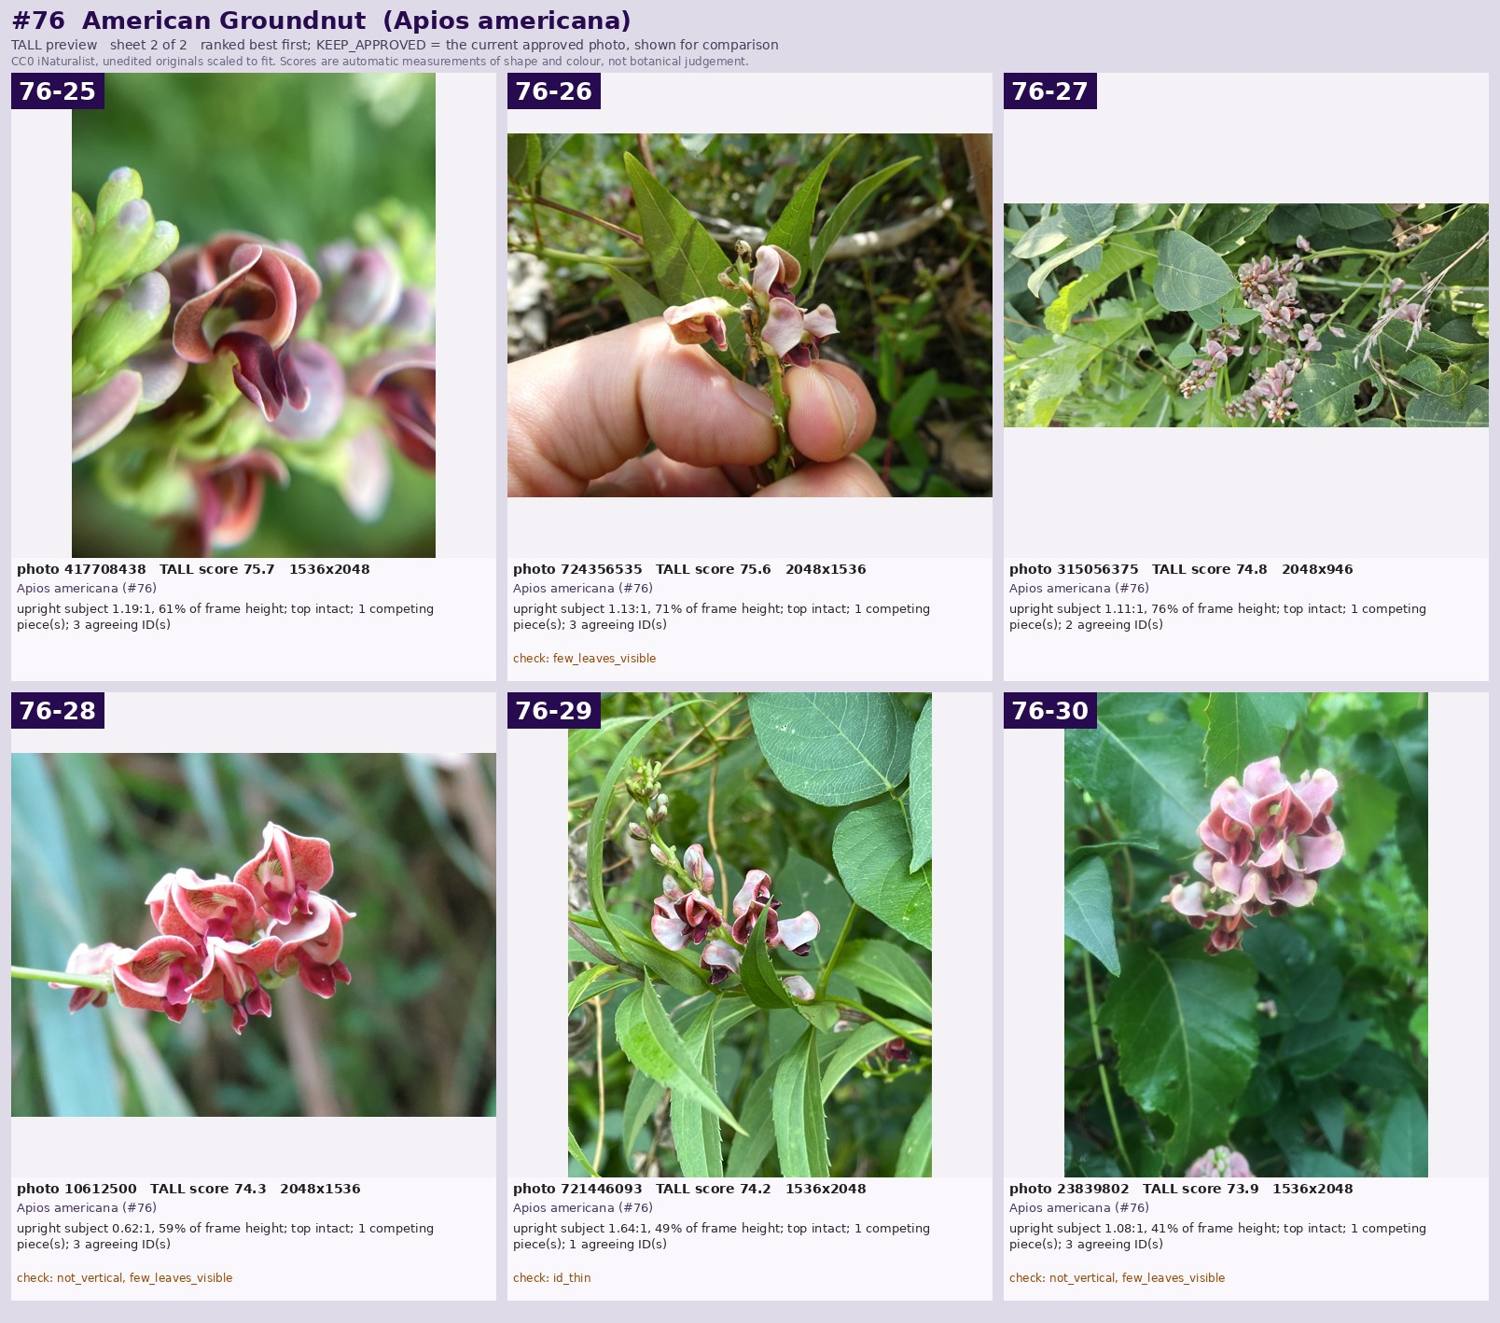 #76 American Groundnut (Apios americana)
TALL preview sheet 2 of 2 ranked best first; KEEP_APPROVED = the current approved photo, shown for comparison
CC0 iNaturalist, unedited originals scaled to fit. Scores are automatic measurements of shape and colour, not botanical judgement.
76-25
photo 417708438 TALL score 75.7 1536x2048
Apios americana (#76)
upright subject 1.19:1, 61% of frame height; top intact; 1 competing
piece(s); 3 agreeing ID(s)
76-26
photo 724356535 TALL score 75.6 2048x1536
Apios americana (#76)
upright subject 1.13:1, 71% of frame height; top intact; 1 competing
piece(s); 3 agreeing ID(s)
check: few_leaves_visible
76-27
photo 315056375 TALL score 74.8 2048x946
Apios americana (#76)
upright subject 1.11:1, 76% of frame height; top intact; 1 competing
piece(s); 2 agreeing ID(s)
76-28
photo 10612500 TALL score 74.3 2048x1536
Apios americana (#76)
upright subject 0.62:1, 59% of frame height; top intact; 1 competing
piece(s); 3 agreeing ID(s)
check: not_vertical, few_leaves_visible
76-29
photo 721446093 TALL score 74.2 1536x2048
Apios americana (#76)
upright subject 1.64:1, 49% of frame height; top intact; 1 competing
piece(s); 1 agreeing ID(s)
check: id_thin
76-30
photo 23839802 TALL score 73.9 1536x2048
Apios americana (#76)
upright subject 1.08:1, 41% of frame height; top intact; 1 competing
piece(s); 3 agreeing ID(s)
check: not_vertical, few_leaves_visible